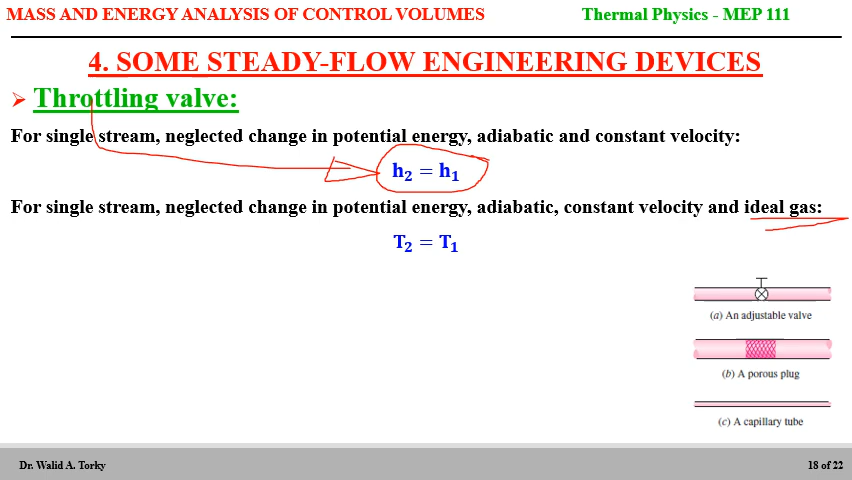 MASS AND ENERGY ANALYSIS OF CONTROL VOLUMES Thermal Physics - MEP 111
4. SOME STEADY-FLOW ENGINEERING DEVICES
➤ Throttling valve:
For single stream, neglected change in potential energy, adiabatic and constant velocity:
h₂ = h₁
For single stream, neglected change in potential energy, adiabatic, constant velocity and ideal gas:
T₂ = T₁
(a) An adjustable valve
(b) A porous plug
(c) A capillary tube
Dr. Walid A. Torky 18 of 22